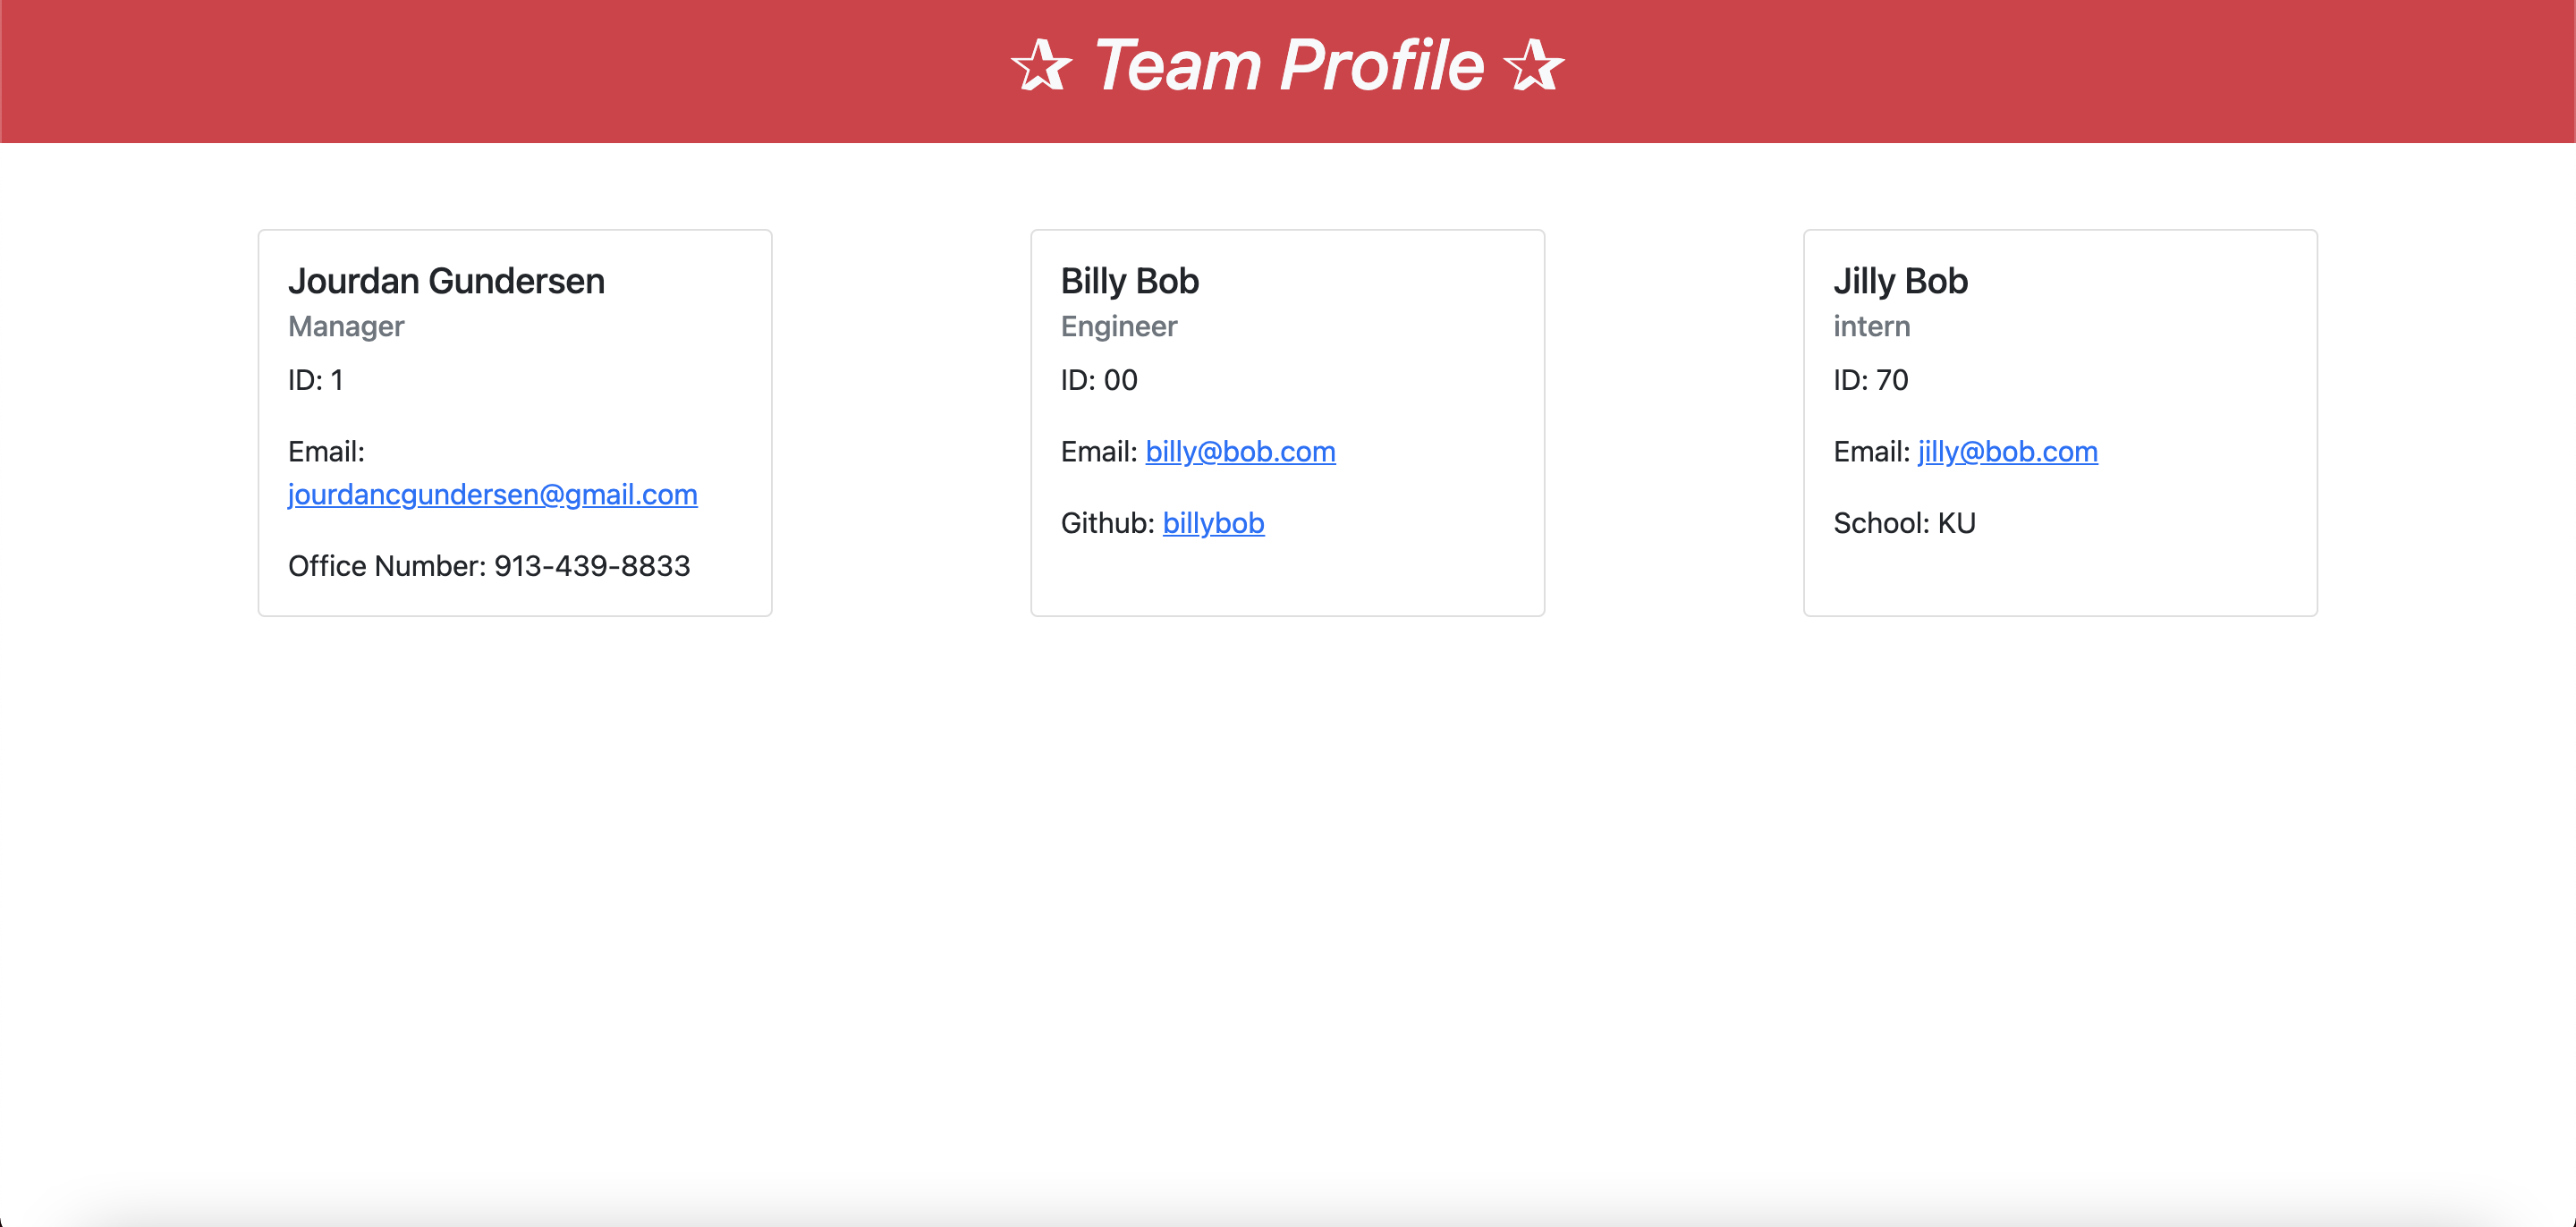 ✰ Team Profile ✰
Jourdan Gundersen
Manager
ID: 1
Email:
jourdancgundersen@gmail.com
Office Number: 913-439-8833
Billy Bob
Engineer
ID: 00
Email: billy@bob.com
Github: billybob
Jilly Bob
intern
ID: 70
Email: jilly@bob.com
School: KU